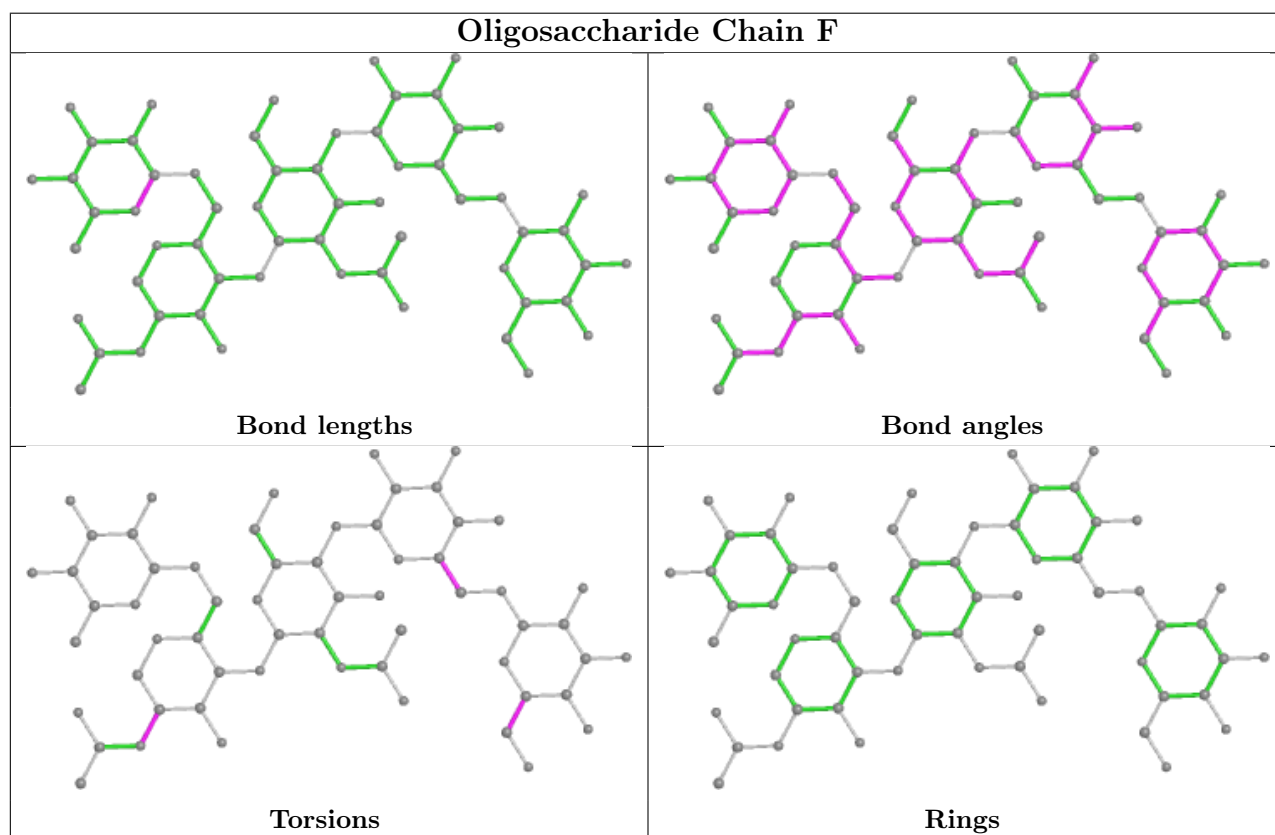 Oligosaccharide Chain F
Bond lengths
Bond angles
Torsions
Rings